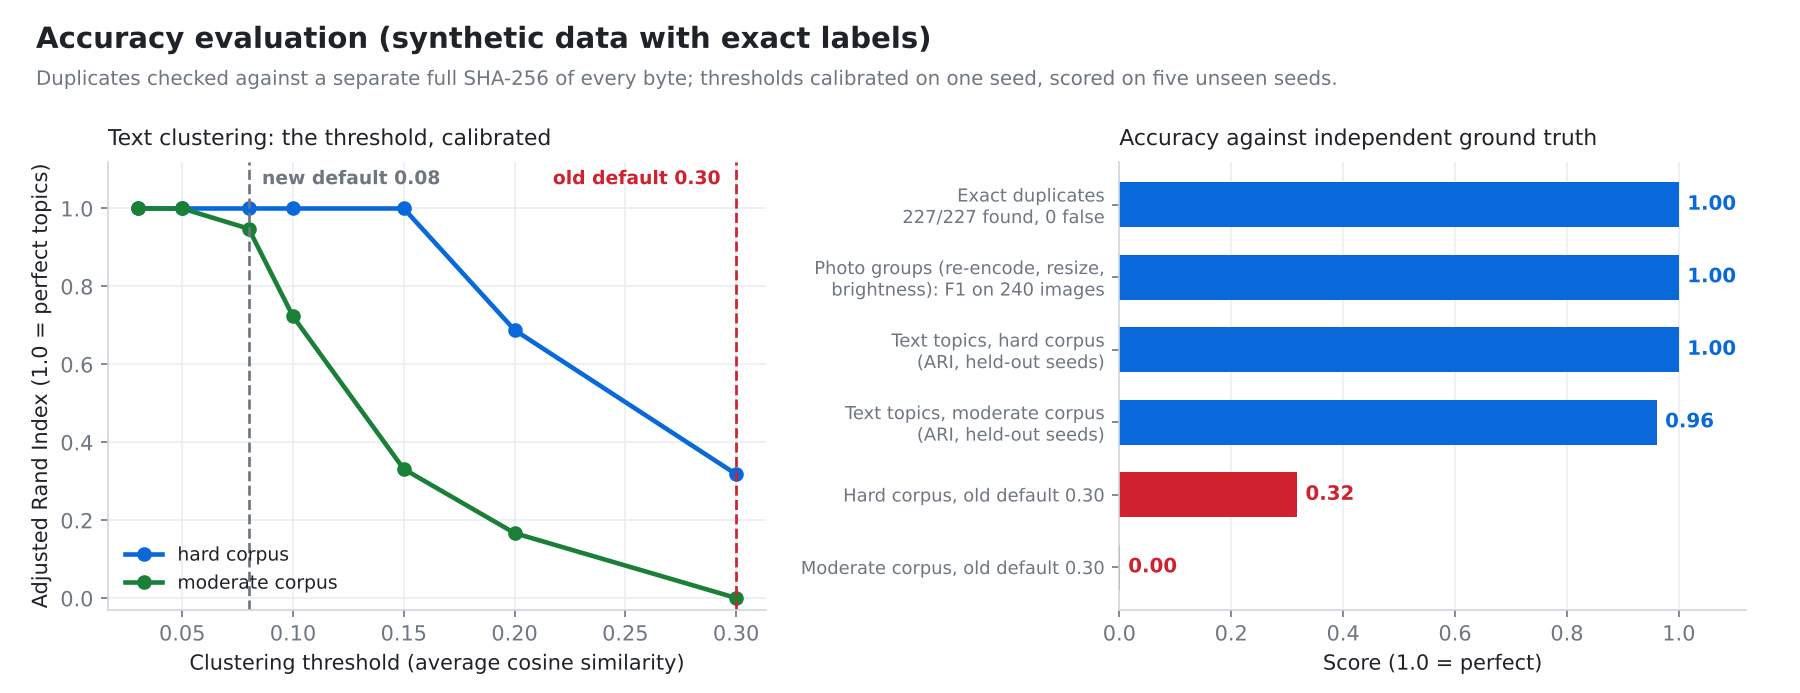 Accuracy evaluation (synthetic data with exact labels)
Duplicates checked against a separate full SHA-256 of every byte; thresholds calibrated on one seed, scored on five unseen seeds.
Text clustering: the threshold, calibrated
new default 0.08
old default 0.30
Adjusted Rand Index (1.0 = perfect topics)
1.0
0.8
0.6
0.4
0.2
0.0
hard corpus
moderate corpus
0.05 0.10 0.15 0.20 0.25 0.30
Clustering threshold (average cosine similarity)
Accuracy against independent ground truth
Exact duplicates
227/227 found, 0 false
1.00
Photo groups (re-encode, resize,
brightness): F1 on 240 images
1.00
Text topics, hard corpus
(ARI, held-out seeds)
1.00
Text topics, moderate corpus
(ARI, held-out seeds)
0.96
Hard corpus, old default 0.30
0.32
Moderate corpus, old default 0.30
0.00
0.0 0.2 0.4 0.6 0.8 1.0
Score (1.0 = perfect)